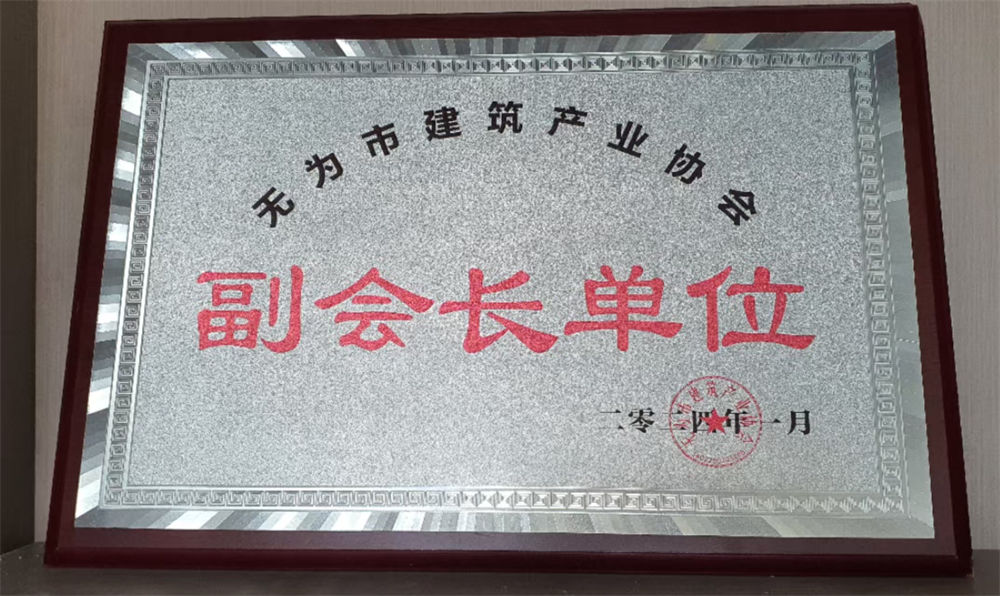 无为市建筑产业协会
副会长单位
二零二四年一月